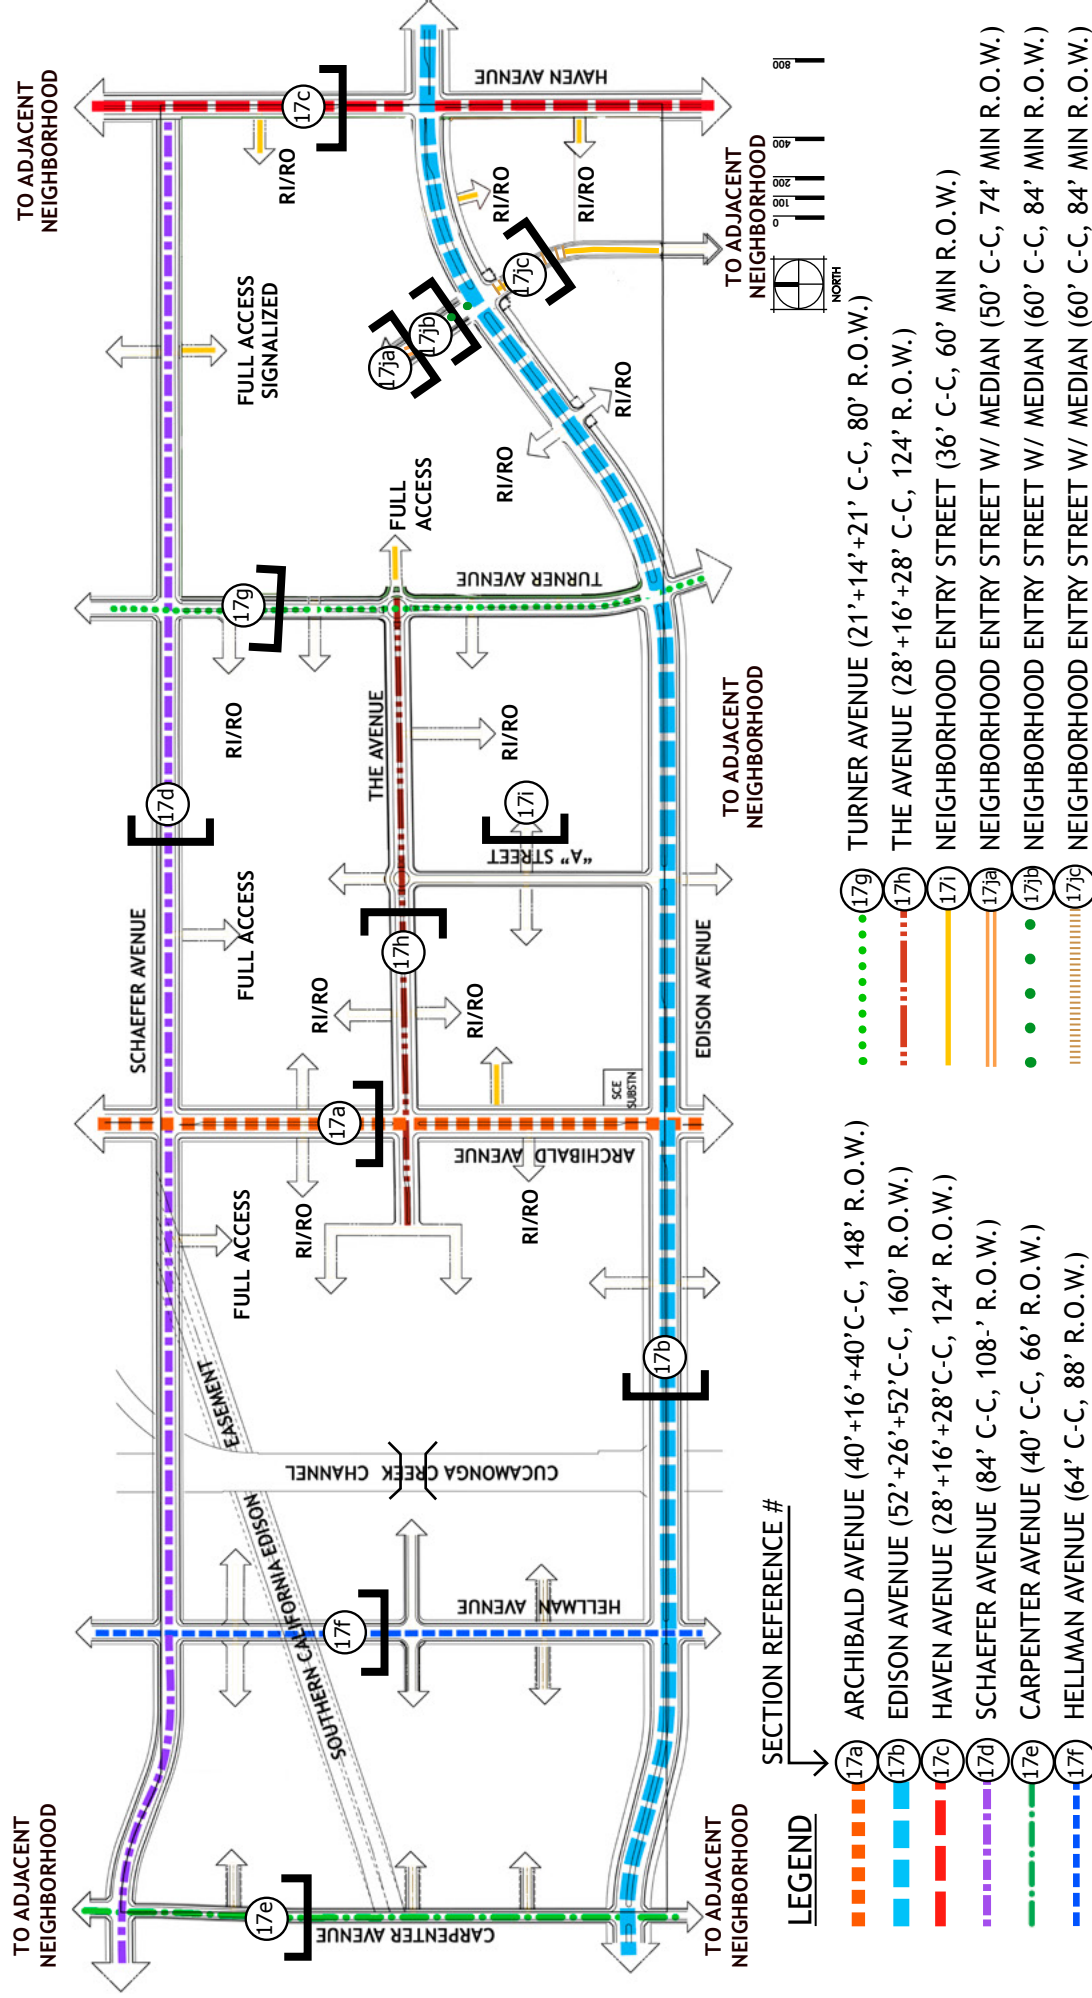 TO ADJACENT
NEIGHBORHOOD
TO ADJACENT
NEIGHBORHOOD
SCHAEFER AVENUE
17d
FULL ACCESS
FULL ACCESS
RI/RO
FULL ACCESS
SIGNALIZED
RI/RO
17c
HAVEN AVENUE
17e
CARPENTER AVENUE
SOUTHERN CALIFORNIA EDISON EASEMENT
17f
HELLMAN AVENUE
CUCAMONGA CREEK
CHANNEL
RI/RO
17a
ARCHIBALD AVENUE
RI/RO
RI/RO
RI/RO
17h
THE AVENUE
RI/RO
17g
TURNER AVENUE
FULL
ACCESS
17i
"A" STREET
SCE
SUBSTN
17ja
17jb
17jc
RI/RO
RI/RO
RI/RO
RI/RO
17b
EDISON AVENUE
TO ADJACENT
NEIGHBORHOOD
TO ADJACENT
NEIGHBORHOOD
TO ADJACENT
NEIGHBORHOOD
NORTH
0 100 200 400 800
SECTION REFERENCE #
LEGEND
17a ARCHIBALD AVENUE (40'+16'+40'C-C, 148' R.O.W.)
17b EDISON AVENUE (52'+26'+52'C-C, 160' R.O.W.)
17c HAVEN AVENUE (28'+16'+28'C-C, 124' R.O.W.)
17d SCHAEFER AVENUE (84' C-C, 108-' R.O.W.)
17e CARPENTER AVENUE (40' C-C, 66' R.O.W.)
17f HELLMAN AVENUE (64' C-C, 88' R.O.W.)
17g TURNER AVENUE (21'+14'+21' C-C, 80' R.O.W.)
17h THE AVENUE (28'+16'+28' C-C, 124' R.O.W.)
17i NEIGHBORHOOD ENTRY STREET (36' C-C, 60' MIN R.O.W.)
17ja NEIGHBORHOOD ENTRY STREET W/ MEDIAN (50' C-C, 74' MIN R.O.W.)
17jb NEIGHBORHOOD ENTRY STREET W/ MEDIAN (60' C-C, 84' MIN R.O.W.)
17jc NEIGHBORHOOD ENTRY STREET W/ MEDIAN (60' C-C, 84' MIN R.O.W.)